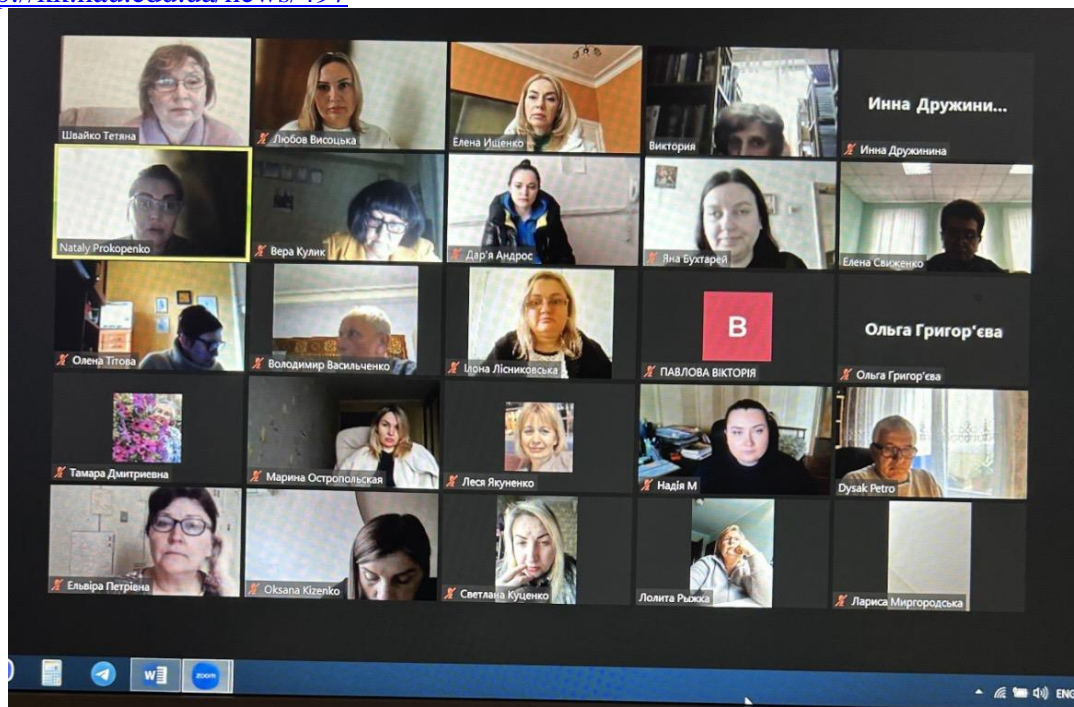 Швайко Тетяна
Любов Висоцька
Елена Ищенко
Виктория
Инна Дружини...
Инна Дружинина
Nataly Prokopenko
Вера Кулик
Дар'я Андрос
Яна Бухтарей
Елена Свиженко
Олена Тітова
Володимир Васильченко
Ілона Лісниковська
В
ПАВЛОВА ВІКТОРІЯ
Ольга Григор'єва
Ольга Григор'єва
Тамара Дмитриевна
Марина Остропольская
Леся Якуненко
Надія М
Dysak Petro
Ельвіра Петрівна
Oksana Kizenko
Светлана Куценко
Лолита Рыжка
Лариса Миргородська
W
zoom
ENG